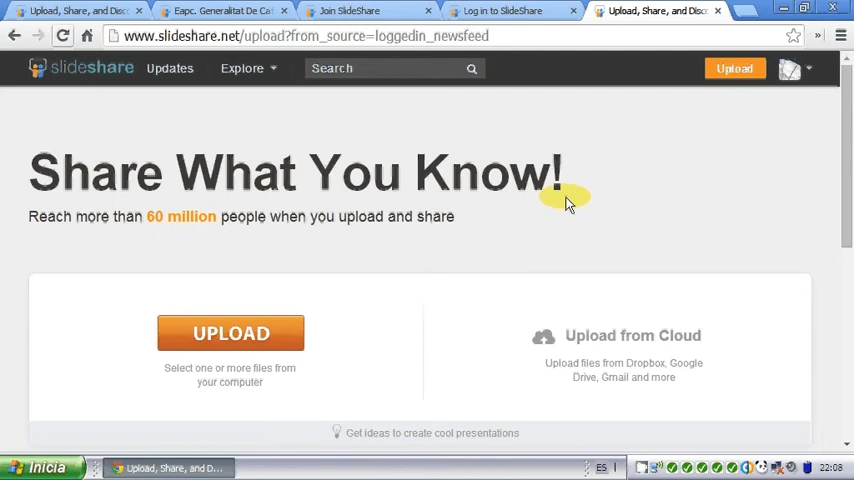 Upload, Share, and Disco
Eapc. Generalitat De Cat
Join SlideShare
Log in to SlideShare
Upload, Share, and Disco
www.slideshare.net/upload?from_source=loggedin_newsfeed
slideshare
Updates
Explore
Search
Upload
Share What You Know!
Reach more than 60 million people when you upload and share
UPLOAD
Select one or more files from
your computer
Upload from Cloud
Upload files from Dropbox, Google
Drive, Gmail and more
Get ideas to create cool presentations
Inicia
Upload, Share, and D...
ES
22:08